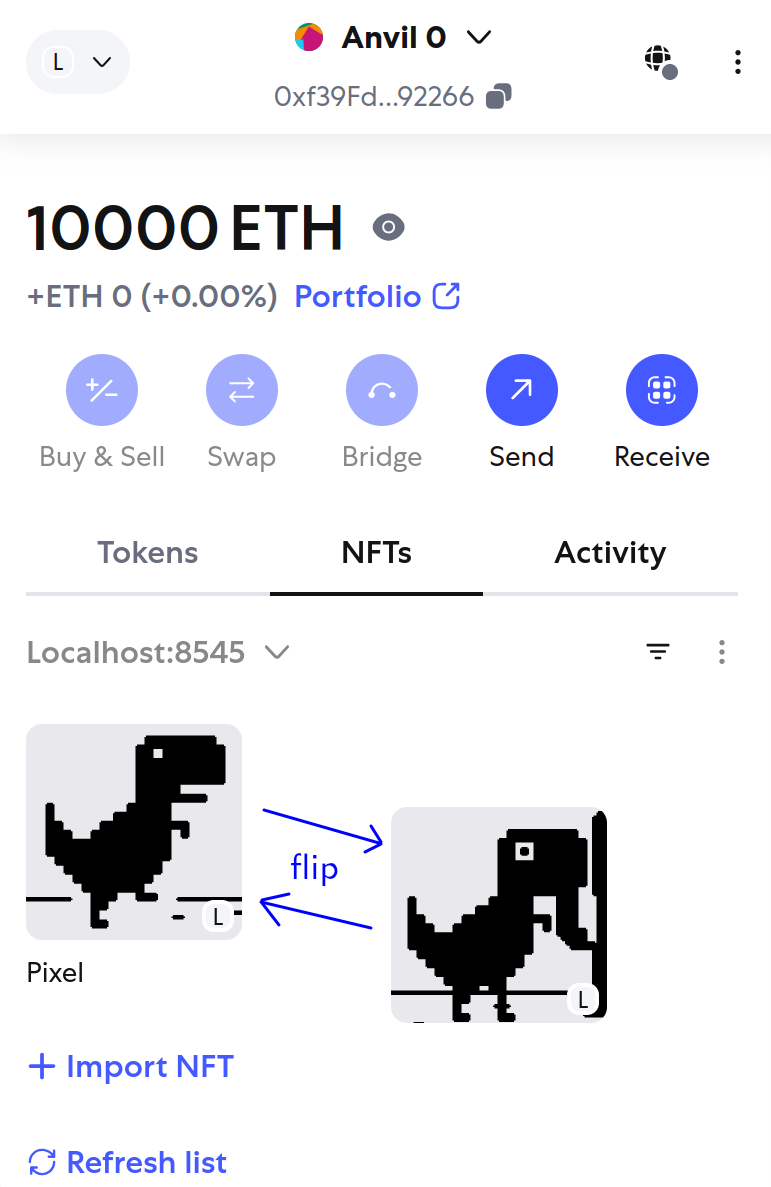 L
Anvil 0
0xf39Fd...92266
10000 ETH
+ETH 0 (+0.00%) Portfolio
Buy & Sell
Swap
Bridge
Send
Receive
Tokens
NFTs
Activity
Localhost:8545
flip
L
L
Pixel
+ Import NFT
Refresh list